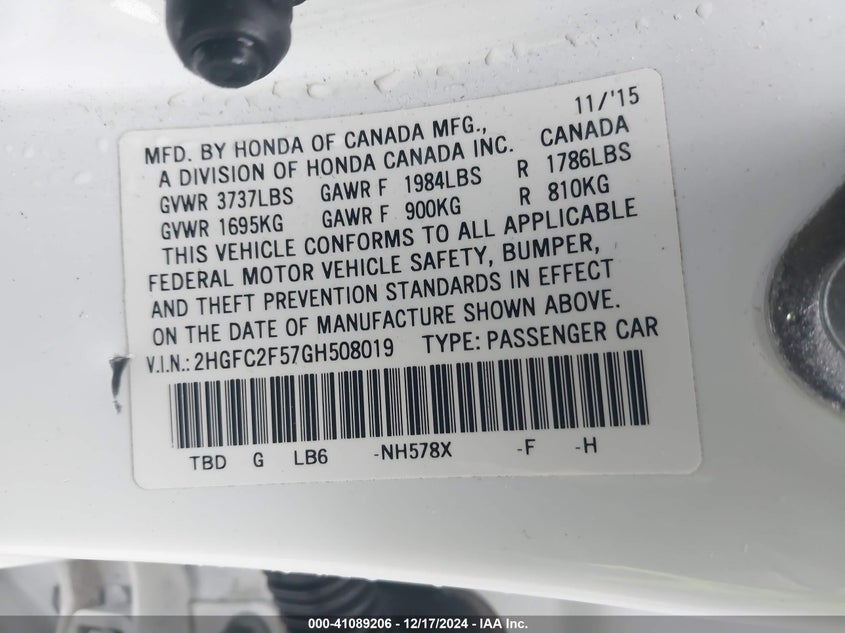 11/'15
MFD. BY HONDA OF CANADA MFG.,
A DIVISION OF HONDA CANADA INC. CANADA
GVWR 3737LBS GAWR F 1984LBS R 1786LBS
GVWR 1695KG GAWR F 900KG R 810KG
THIS VEHICLE CONFORMS TO ALL APPLICABLE
FEDERAL MOTOR VEHICLE SAFETY, BUMPER,
AND THEFT PREVENTION STANDARDS IN EFFECT
ON THE DATE OF MANUFACTURE SHOWN ABOVE.
V.I.N.: 2HGFC2F57GH508019 TYPE: PASSENGER CAR
TBD G LB6 -NH578X -F -H
000-41089206 - 12/17/2024 - IAA Inc.